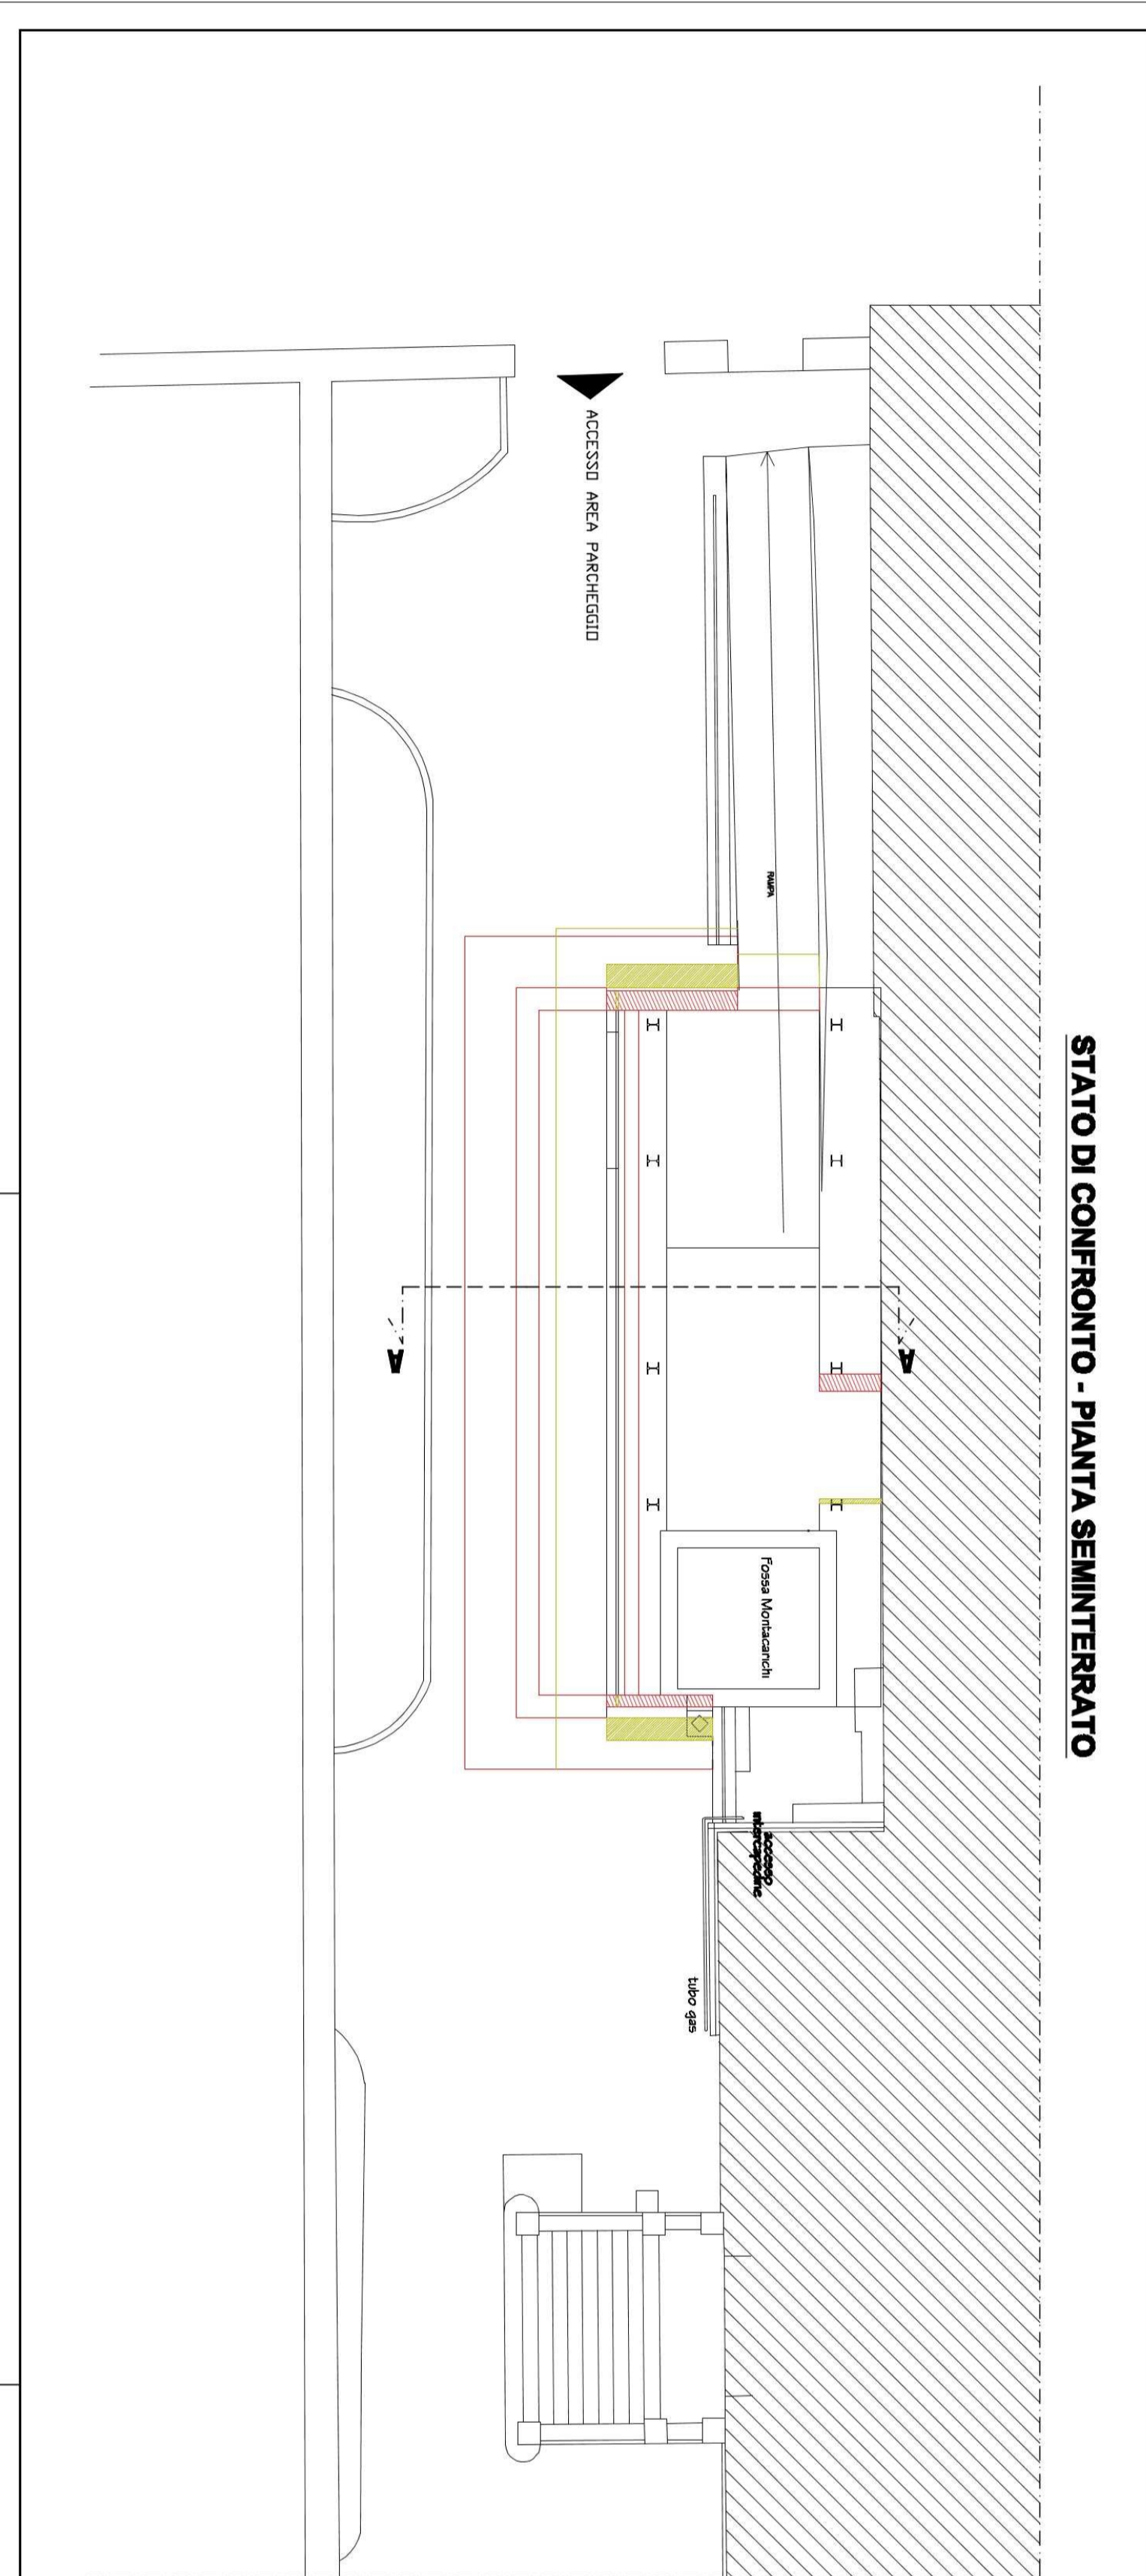 STATO DI CONFRONTO - PIANTA SEMINTERRATO
ACCESSO AREA PARCHEGGIO
RAMPA
A
A
Fossa Montacarichi
accesso
intercapedine
tubo gas